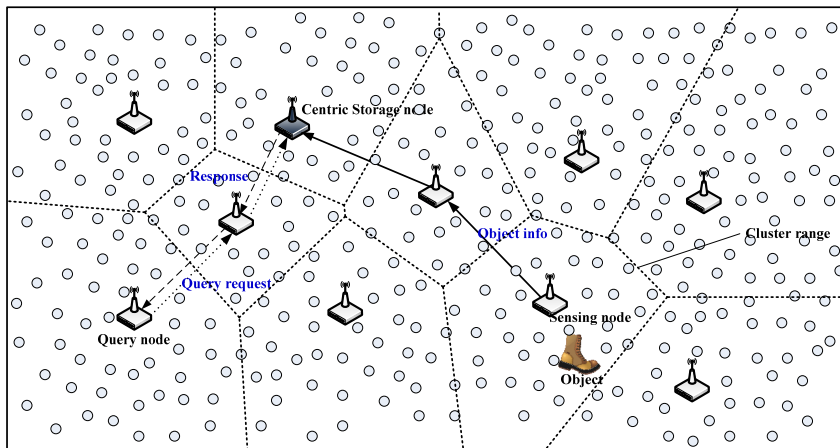 Centric Storage node
Response
Object info
Cluster range
Query request
Sensing node
Query node
Object